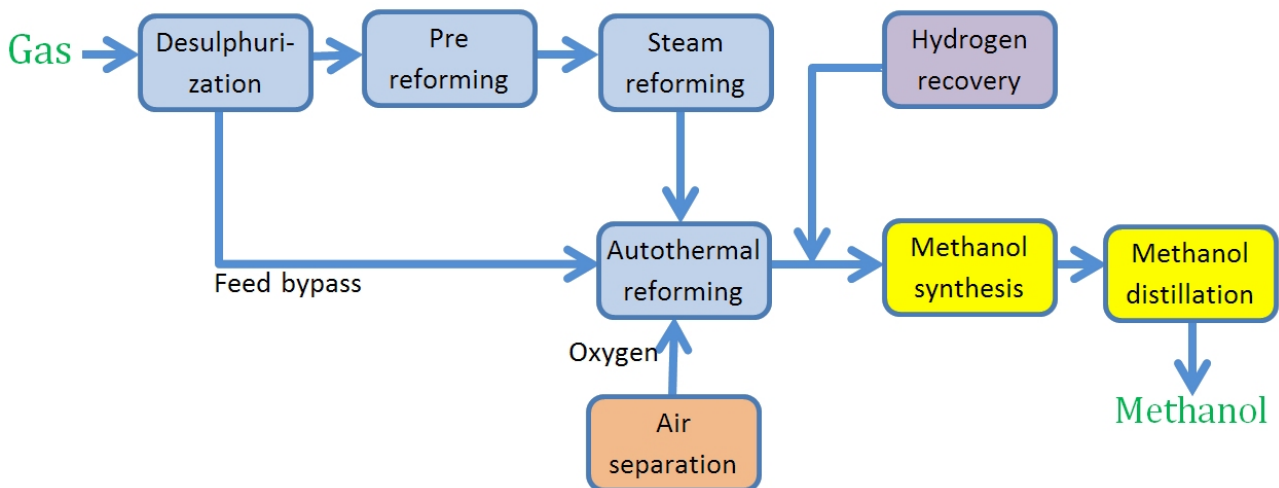 Gas
Desulphuri-
zation
Pre
reforming
Steam
reforming
Hydrogen
recovery
Feed bypass
Autothermal
reforming
Methanol
synthesis
Methanol
distillation
Oxygen
Air
separation
Methanol